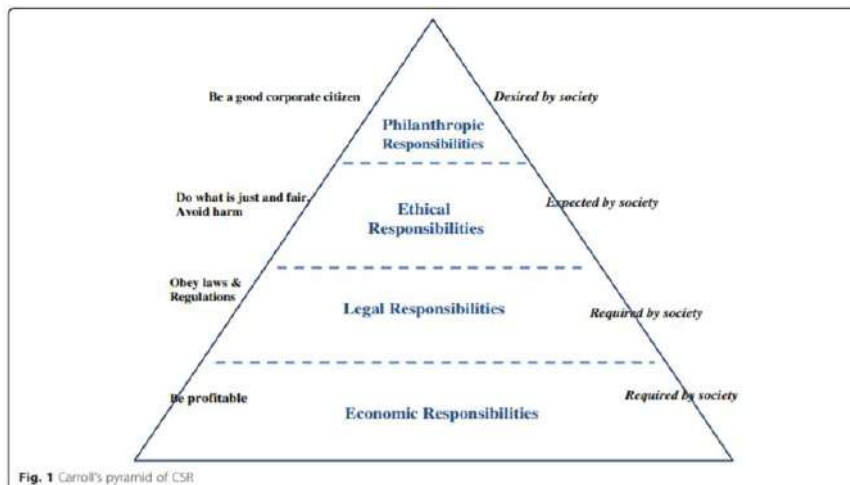 Be a good corporate citizen
Desired by society
Philanthropic
Responsibilities
Do what is just and fair,
Avoid harm
Expected by society
Ethical
Responsibilities
Obey laws &
Regulations
Legal Responsibilities
Required by society
Be profitable
Required by society
Economic Responsibilities
Fig. 1 Carroll's pyramid of CSR